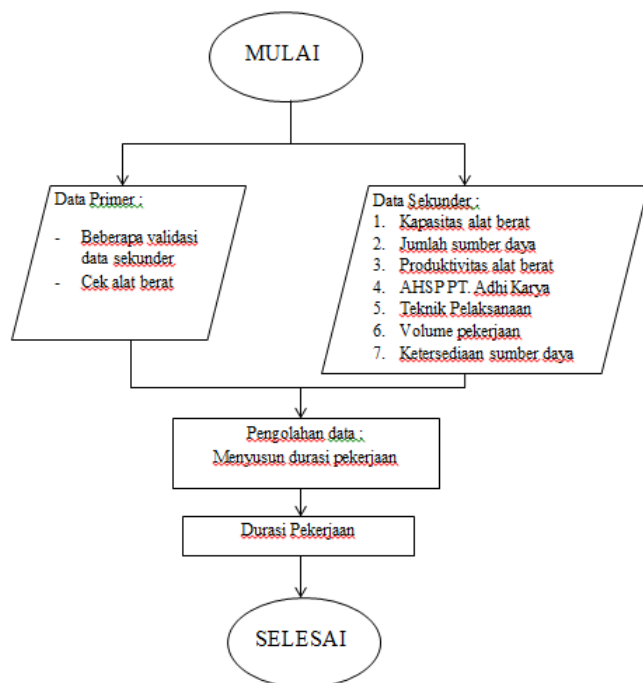 MULAI
Data Primer :
- Beberapa validasi
data sekunder
- Cek alat berat
Data Sekunder :
1. Kapasitas alat berat
2. Jumlah sumber daya
3. Produktivitas alat berat
4. AHSP PT. Adhi Karya
5. Teknik Pelaksanaan
6. Volume pekerjaan
7. Ketersediaan sumber daya
Pengolahan data :
Menyusun durasi pekerjaan
Durasi Pekerjaan
SELESAI